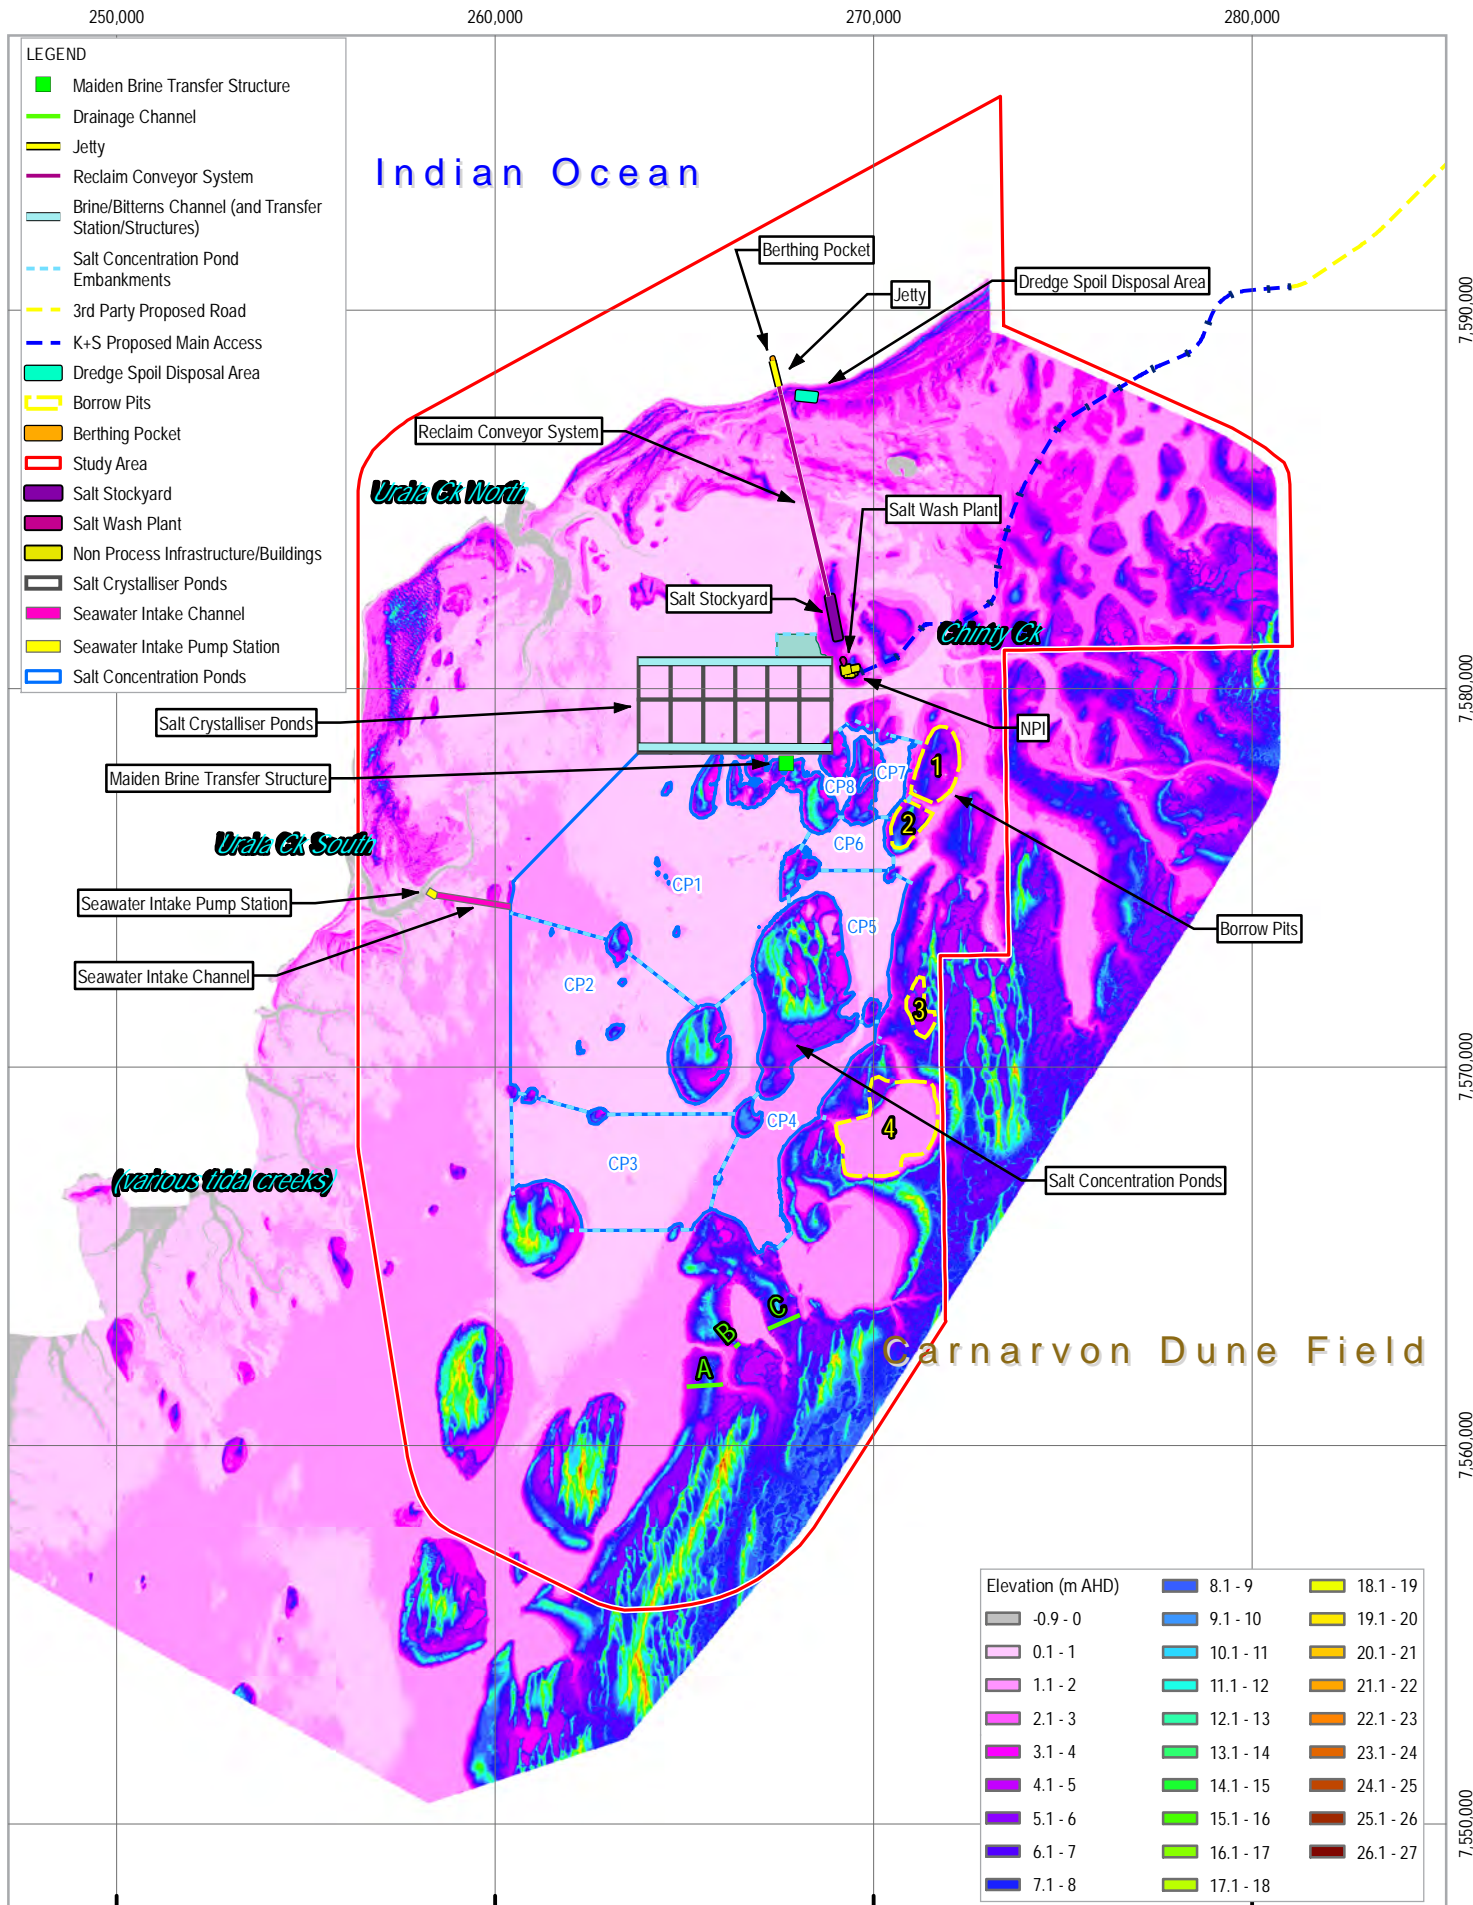 250,000
260,000
270,000
280,000
LEGEND
Maiden Brine Transfer Structure
Drainage Channel
Jetty
Reclaim Conveyor System
Brine/Bitterns Channel (and Transfer
Station/Structures)
Salt Concentration Pond
Embankments
3rd Party Proposed Road
K+S Proposed Main Access
Dredge Spoil Disposal Area
Borrow Pits
Berthing Pocket
Study Area
Salt Stockyard
Salt Wash Plant
Non Process Infrastructure/Buildings
Salt Crystalliser Ponds
Seawater Intake Channel
Seawater Intake Pump Station
Salt Concentration Ponds
Indian Ocean
Berthing Pocket
Jetty
Dredge Spoil Disposal Area
7,590,000
Reclaim Conveyor System
Urala Ck North
Salt Wash Plant
Salt Stockyard
Chinty Ck
7,580,000
Salt Crystalliser Ponds
NPI
Maiden Brine Transfer Structure
1
CP7
CP8
2
CP6
Urala Ck South
CP1
Seawater Intake Pump Station
CP5
Borrow Pits
Seawater Intake Channel
CP2
3
7,570,000
CP4
4
CP3
Salt Concentration Ponds
(various tidal creeks)
C
B
A
Carnarvon Dune Field
7,560,000
Elevation (m AHD)
-0.9 - 0
0.1 - 1
1.1 - 2
2.1 - 3
3.1 - 4
4.1 - 5
5.1 - 6
6.1 - 7
7.1 - 8
8.1 - 9
9.1 - 10
10.1 - 11
11.1 - 12
12.1 - 13
13.1 - 14
14.1 - 15
15.1 - 16
16.1 - 17
17.1 - 18
18.1 - 19
19.1 - 20
20.1 - 21
21.1 - 22
22.1 - 23
23.1 - 24
24.1 - 25
25.1 - 26
26.1 - 27
7,550,000